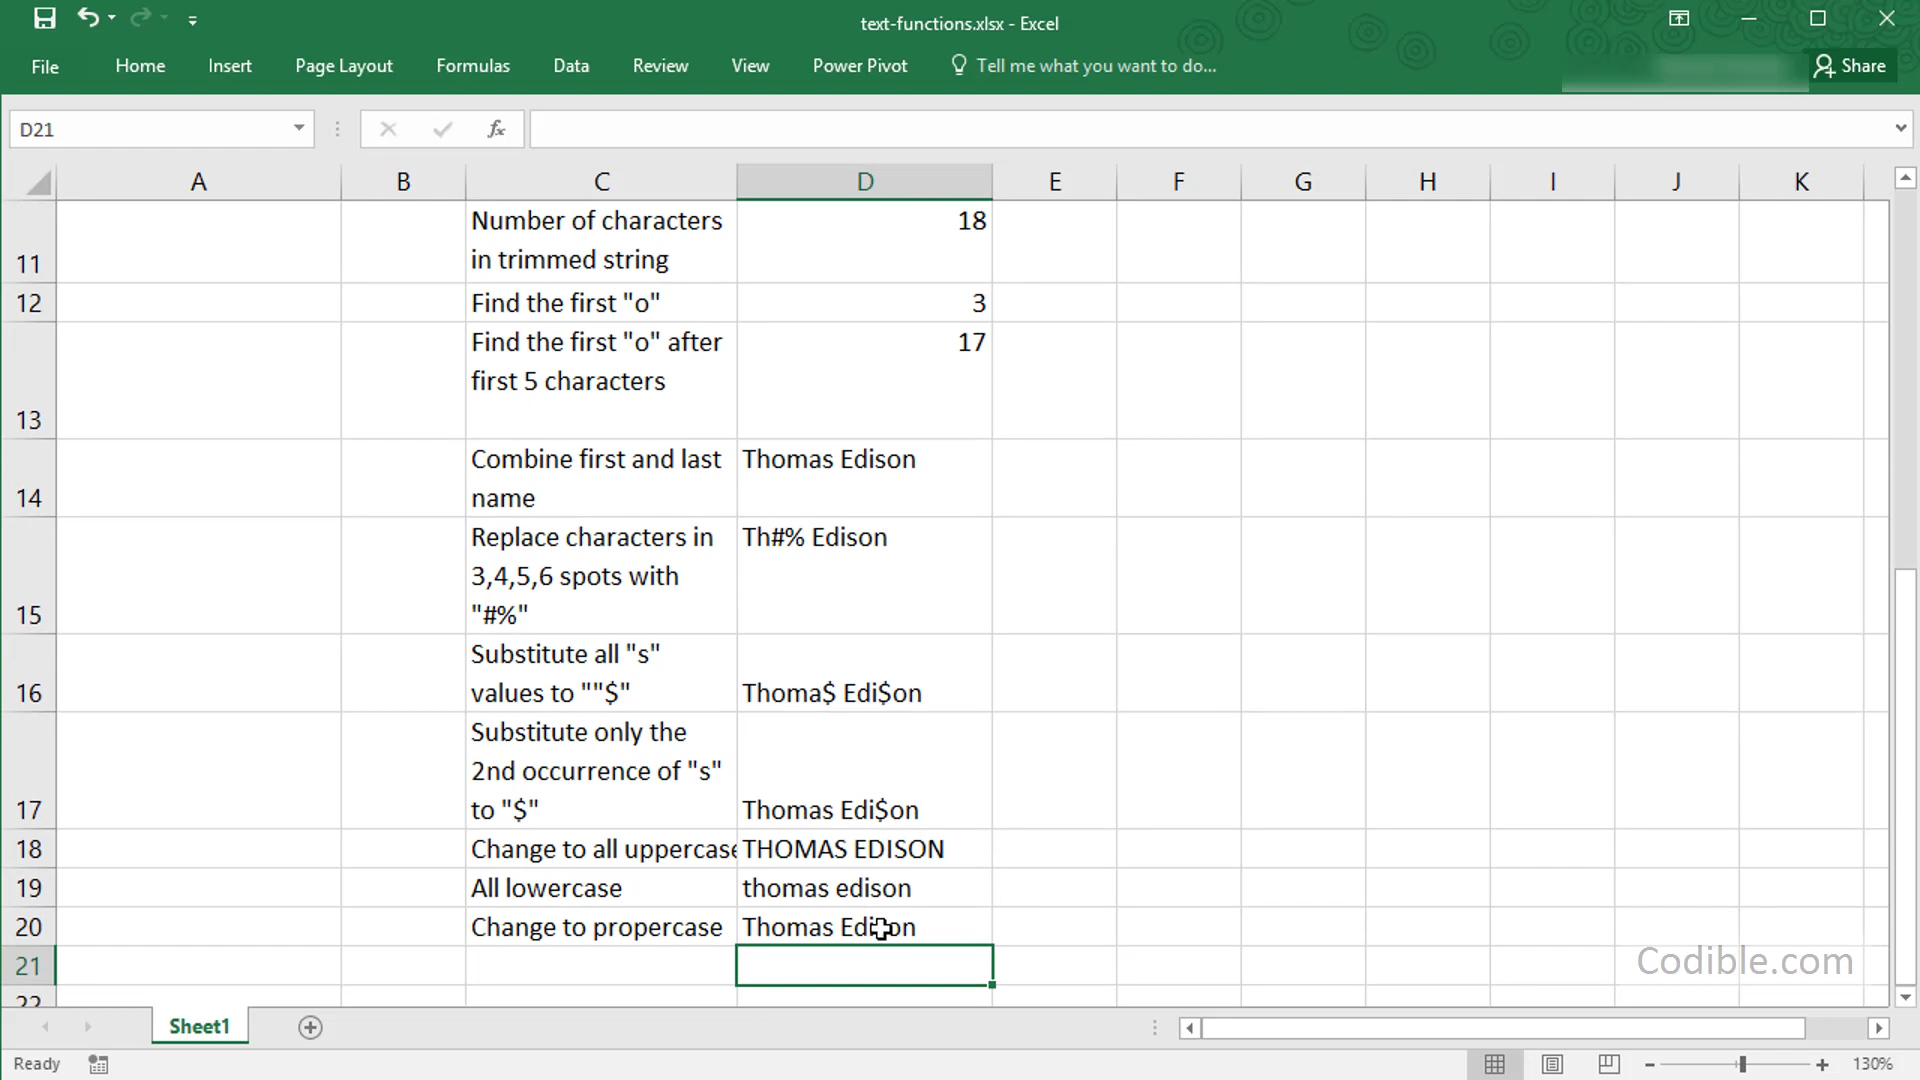 text-functions.xlsx - Excel
File Home Insert Page Layout Formulas Data Review View Power Pivot Tell me what you want to do... Share
D21 fx
A B C D E F G H I J K
11 Number of characters 18
in trimmed string
12 Find the first "o" 3
13 Find the first "o" after 17
first 5 characters
14 Combine first and last Thomas Edison
name
15 Replace characters in Th#% Edison
3,4,5,6 spots with
"#%"
16 Substitute all "s"
values to ""$" Thoma$ Edi$on
17 Substitute only the
2nd occurrence of "s"
to "$" Thomas Edi$on
18 Change to all uppercase THOMAS EDISON
19 All lowercase thomas edison
20 Change to propercase Thomas Edison
21
22
Codible.com
Sheet1
Ready 130%